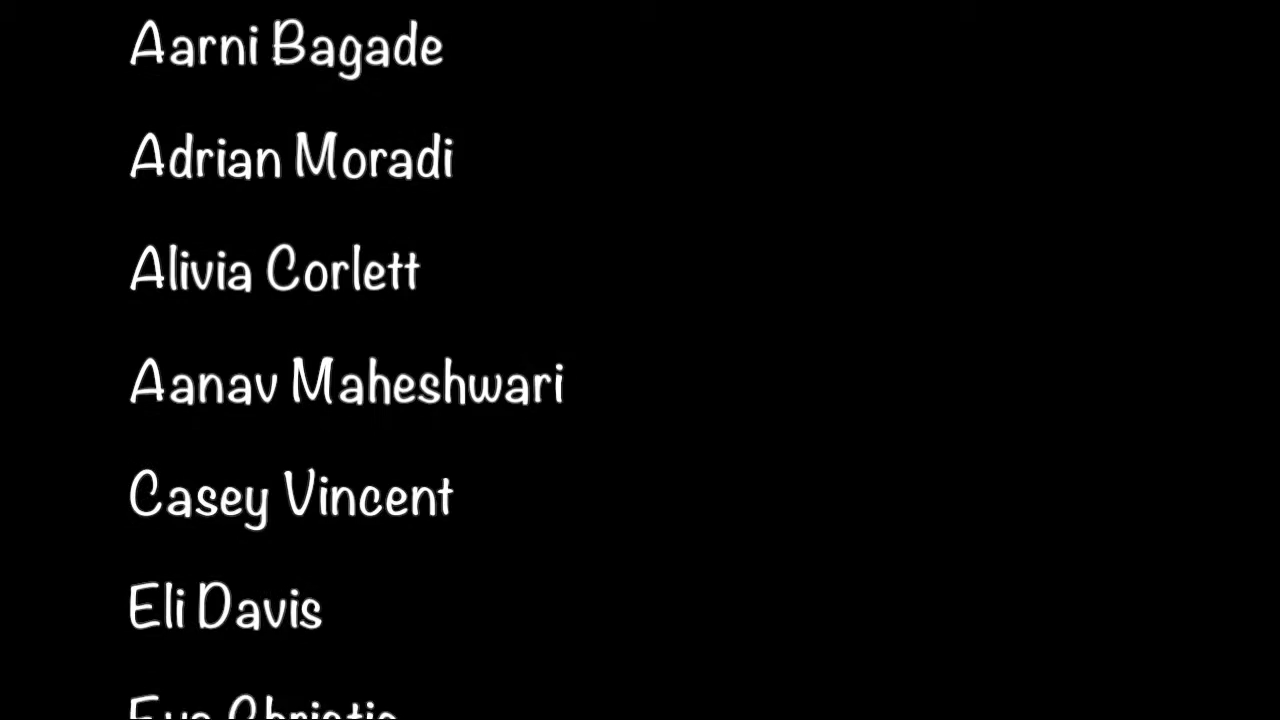 Aarni Bagade
Adrian Moradi
Alivia Corlett
Aanav Maheshwari
Casey Vincent
Eli Davis